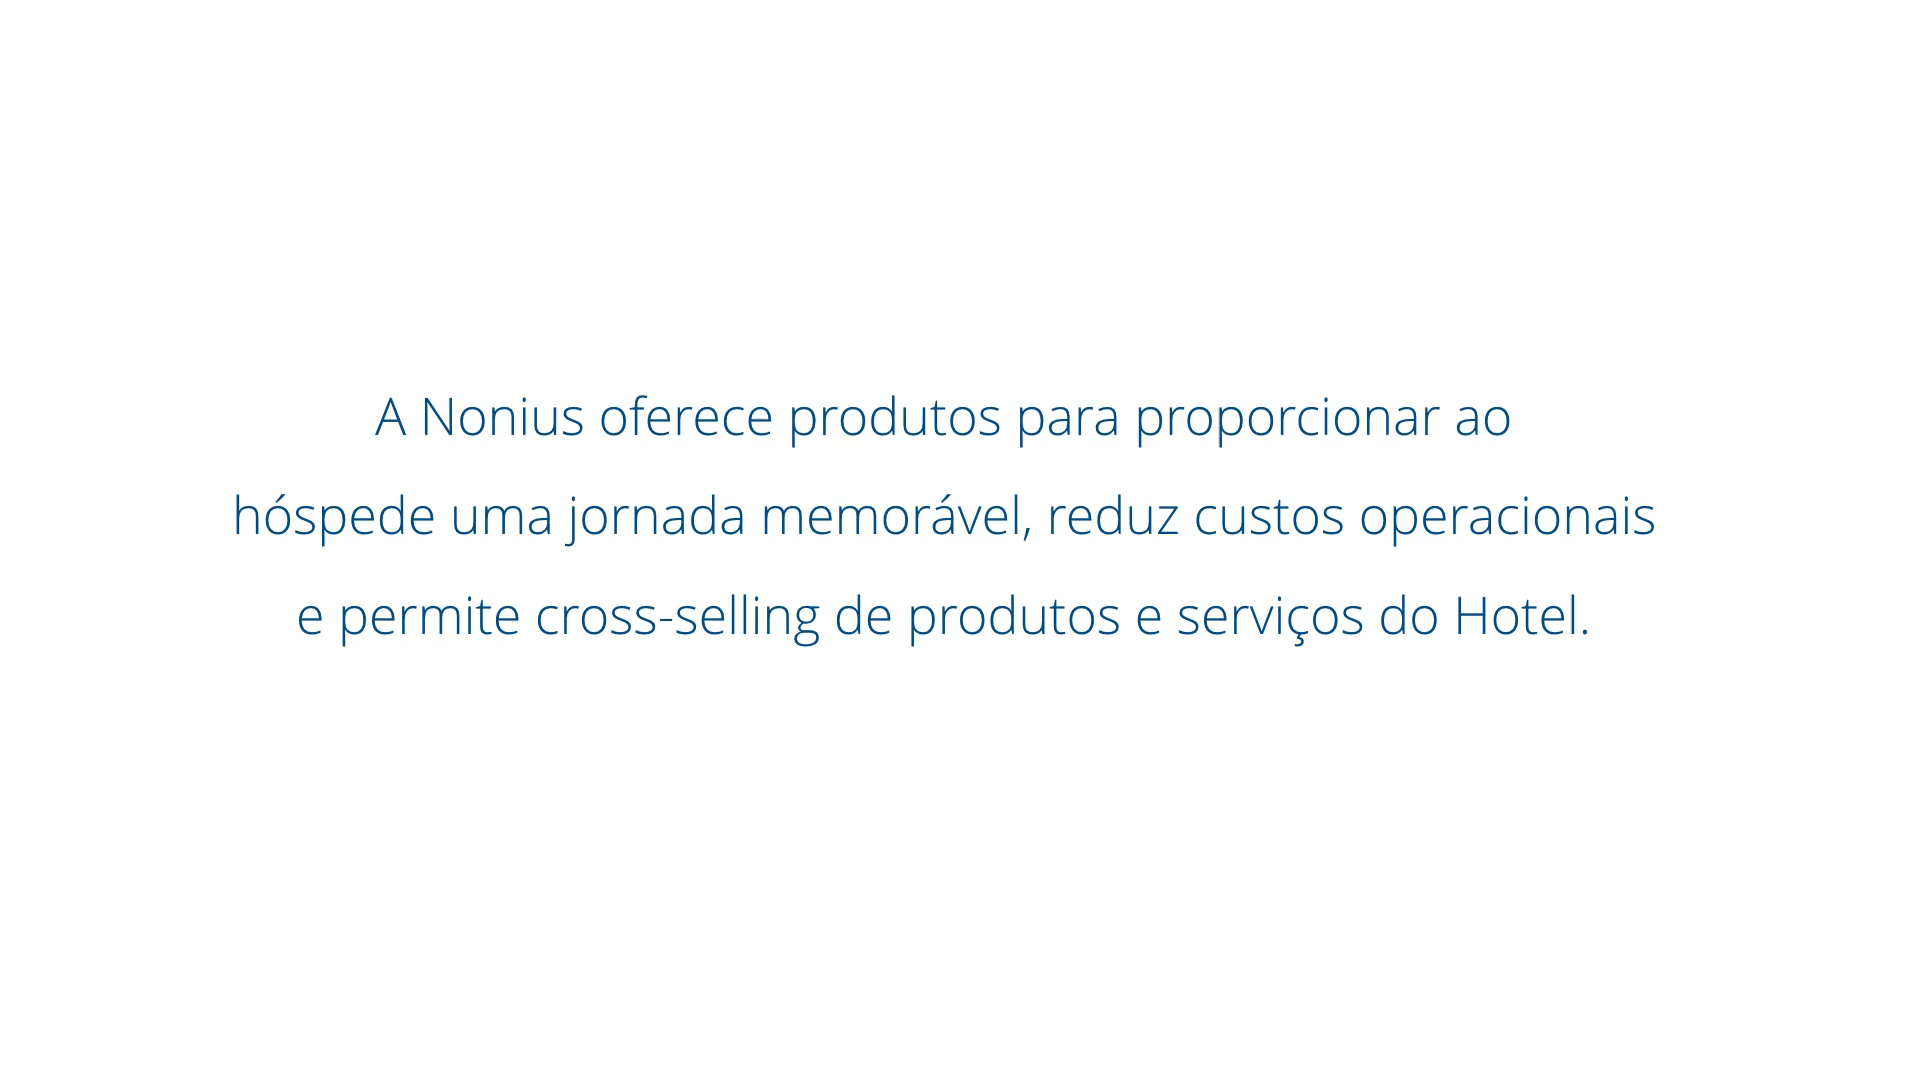 A Nonius oferece produtos para proporcionar ao
hóspede uma jornada memorável, reduz custos operacionais
e permite cross-selling de produtos e serviços do Hotel.